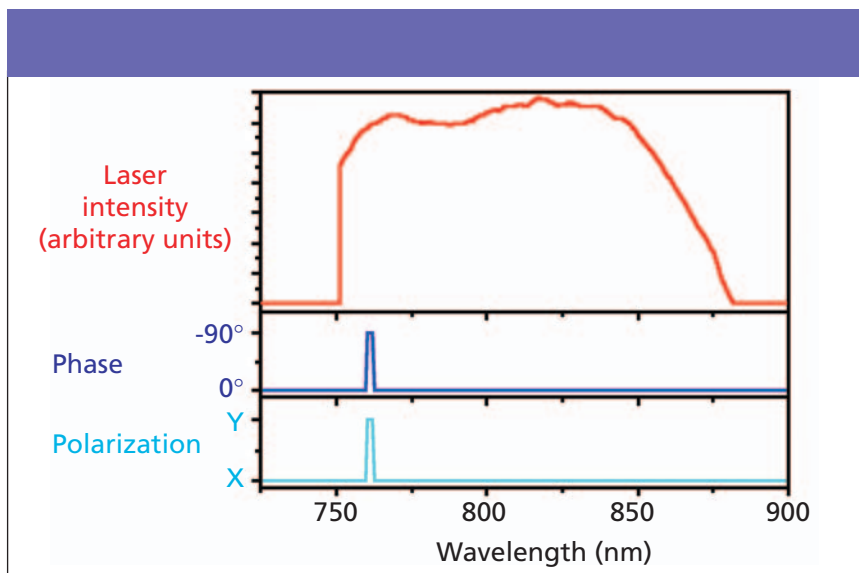 Laser
intensity
(arbitrary units)
Phase
-90°
0°
Polarization
Y
X
750 800 850 900
Wavelength (nm)